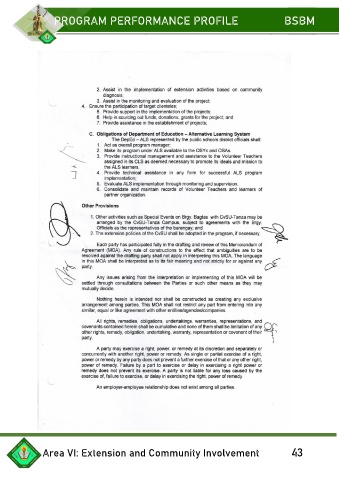 PROGRAM PERFORMANCE PROFILE BSBM
2. Assist in the implementation of extension activities based on community
diagnosis;
3. Assist in the monitoring and evaluation of the project;
4. Ensure the participation of target clienteles;
5. Provide support in the implementation of the projects
6. Help in sourcing out funds, donations, grants for the project; and
7. Provide assistance in the establishment of projects;
C. Obligations of Department of Education – Alternative Learning System
The DepEd – ALS represented by the public schools district officials shall:
1. Act as overall program manager;
2. Make its program under ALS available to the OSYs and OSAs.
3. Provide instructional management and assistance to the Volunteer Teachers
assigned in its CLS as deemed necessary to promote its ideals and mission to
the ALS learners.
4. Provide technical assistance in any form for successful ALS program
implementation;
5. Evaluate ALS implementation through monitoring and supervision.
6. Consolidate and maintain records of Volunteer Teachers and learners of
partner organization.
Other Provisions
1. Other activities such as Special Events on Brgy. Bagtas with CvSU-Tanza may be
arranged by the CvSU-Tanza Campus, subject to agreements with the Brgy.
Officials as the representatives of the barangay; and
2. The extension policies of the CvSU shall be adopted in the program, if necessary.
Each party has participated fully in the drafting and review of this Memorandum of
Agreement (MOA). Any rule of constructions to the effect that ambiguities are to be
resolved against the drafting party shall not apply in interpreting this MOA. The language
in this MOA shall be interpreted as to its fair meaning and not strictly for or against any
party.
Any issues arising from the interpretation or implementing of this MOA will be
settled through consultations between the Parties or such other means as they may
mutually decide.
Nothing herein is intended nor shall be constructed as creating any exclusive
arrangement among parties. This MOA shall not restrict any part from entering into any
similar, equal or like agreement with other entities/agencies/companies.
All rights, remedies, obligations, undertakings, warranties, representations, and
covenants contained herein shall be cumulative and none of them shall be limitation of any
other rights, remedy, obligation, undertaking, warranty, representation or covenant of their
party.
A party may exercise a right, power, or remedy at its discretion and separately or
concurrently with another right, power or remedy. As single or partial exercise of a right,
power or remedy by any party does not prevent a further exercise of that or any other right,
power of remedy. Failure by a part to exercise or delay in exercising a right power or
remedy does not prevent its exercise. A party is not liable for any loss caused by the
exercise of, failure to exercise, or delay in exercising the right, power of remedy.
An employer-employee relationship does not exist among all parties.
Area VI: Extension and Community Involvement 43